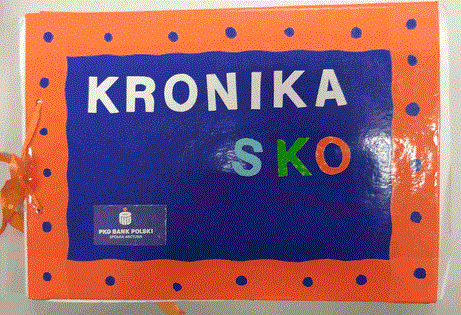 KRONIKA
SKO
PKO BANK POLSKI
SPÓŁKA AKCYJNA